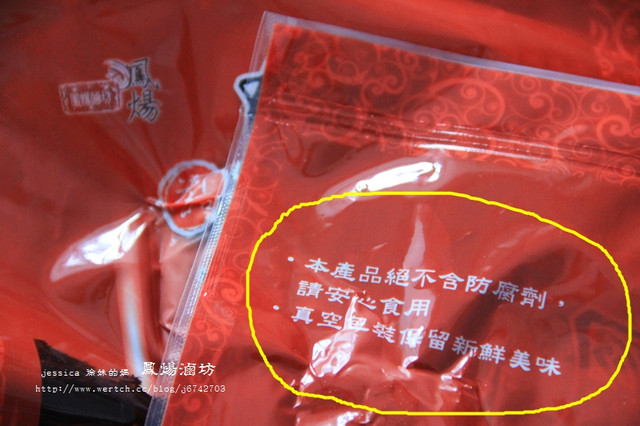 鳳煬
・本產品絕不含防腐劑，
請安心食用
・真空包裝保留新鮮美味
jessica 瑜妹的媽 鳳煬滷坊
http://www.wertch.cc/blog/j6742703